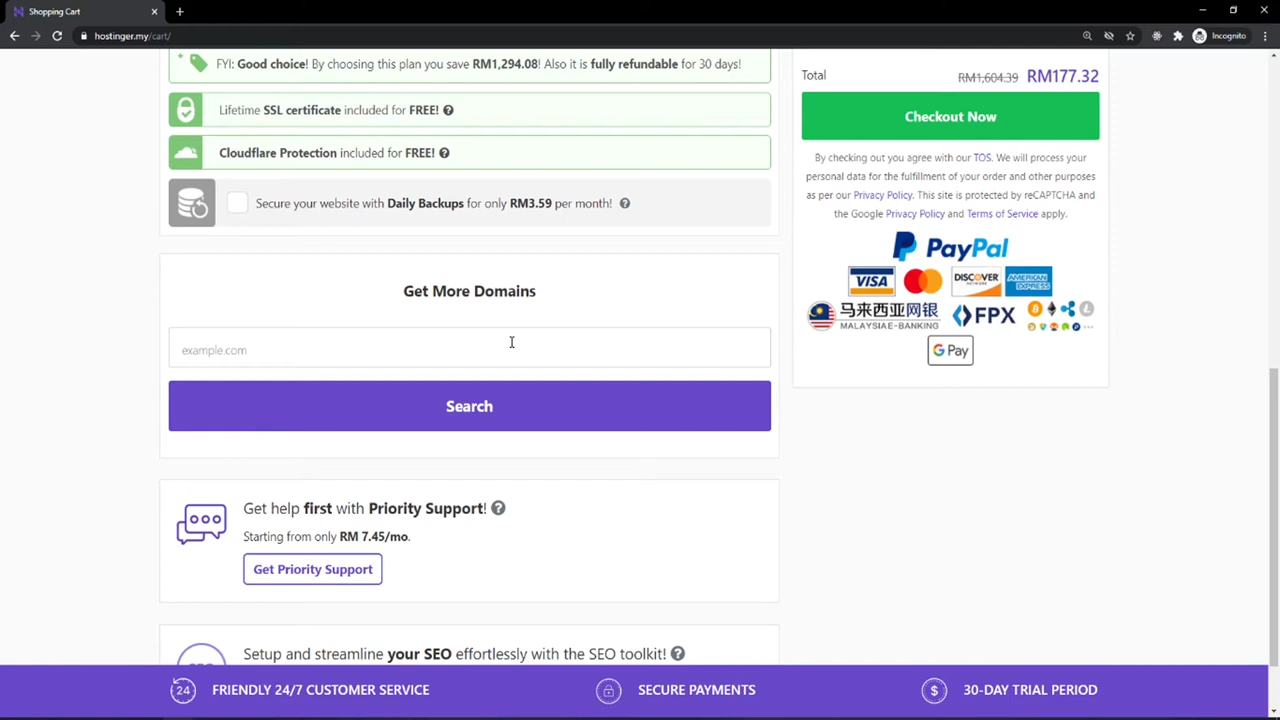 Shopping Cart
hostinger.my/cart/
Incognito
FYI: Good choice! By choosing this plan you save RM1,294.08! Also it is fully refundable for 30 days!
Lifetime SSL certificate included for FREE!
Cloudflare Protection included for FREE!
Secure your website with Daily Backups for only RM3.59 per month!
Get More Domains
example.com
Search
Get help first with Priority Support!
Starting from only RM 7.45/mo.
Get Priority Support
Setup and streamline your SEO effortlessly with the SEO toolkit!
Total RM1,604.39 RM177.32
Checkout Now
By checking out you agree with our TOS. We will process your
personal data for the fulfillment of your order and other purposes
as per our Privacy Policy. This site is protected by reCAPTCHA and
the Google Privacy Policy and Terms of Service apply.
PayPal
VISA DISCOVER AMERICAN EXPRESS
马来西亚网银 FPX
MALAYSIA E-BANKING
G Pay
24 FRIENDLY 24/7 CUSTOMER SERVICE SECURE PAYMENTS $ 30-DAY TRIAL PERIOD